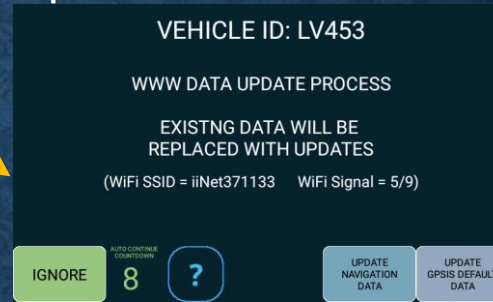 VEHICLE ID: LV453
WWW DATA UPDATE PROCESS
EXISTNG DATA WILL BE
REPLACED WITH UPDATES
(WiFi SSID = iiNet371133 WiFi Signal = 5/9)
IGNORE
AUTO CONTINUE
COUNTDOWN
8
?
UPDATE
NAVIGATION
DATA
UPDATE
GPSIS DEFAULT
DATA